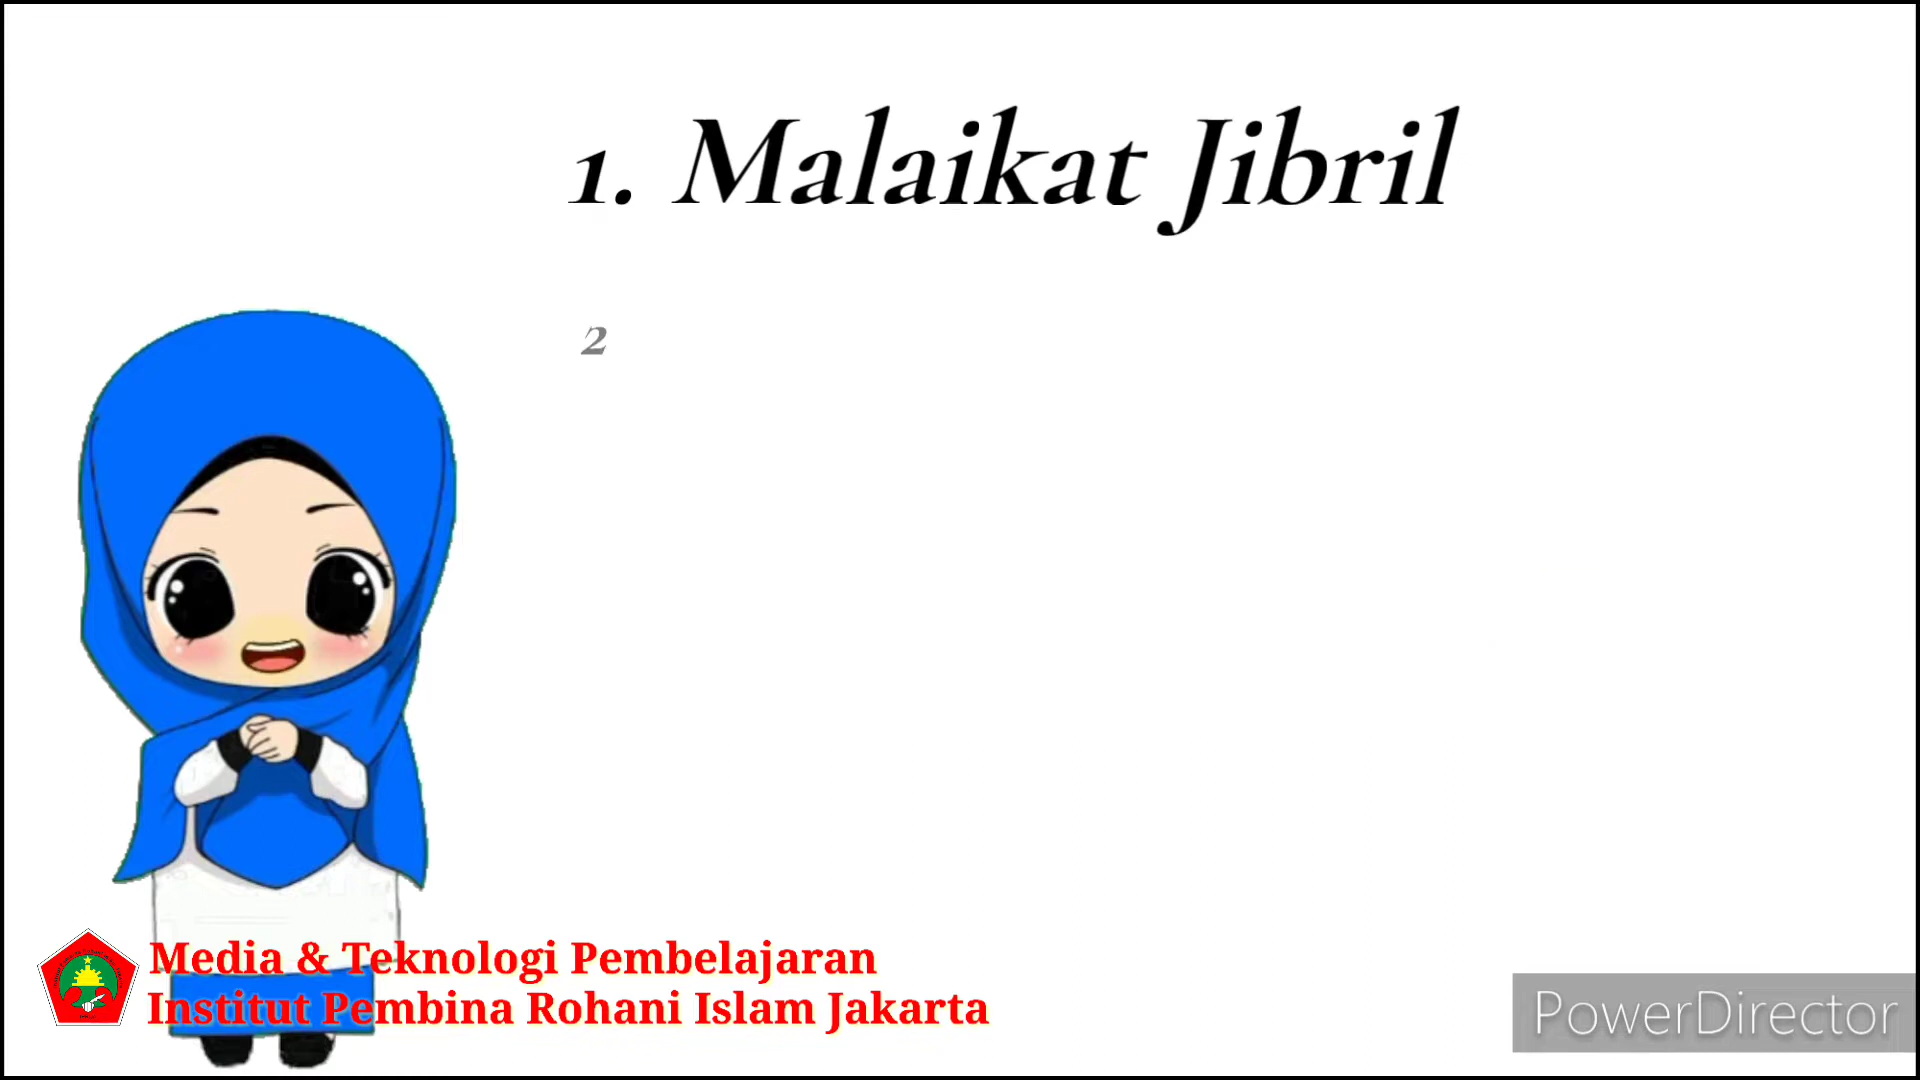 1. Malaikat Jibril
2
Media & Teknologi Pembelajaran
Institut Pembina Rohani Islam Jakarta
PowerDirector